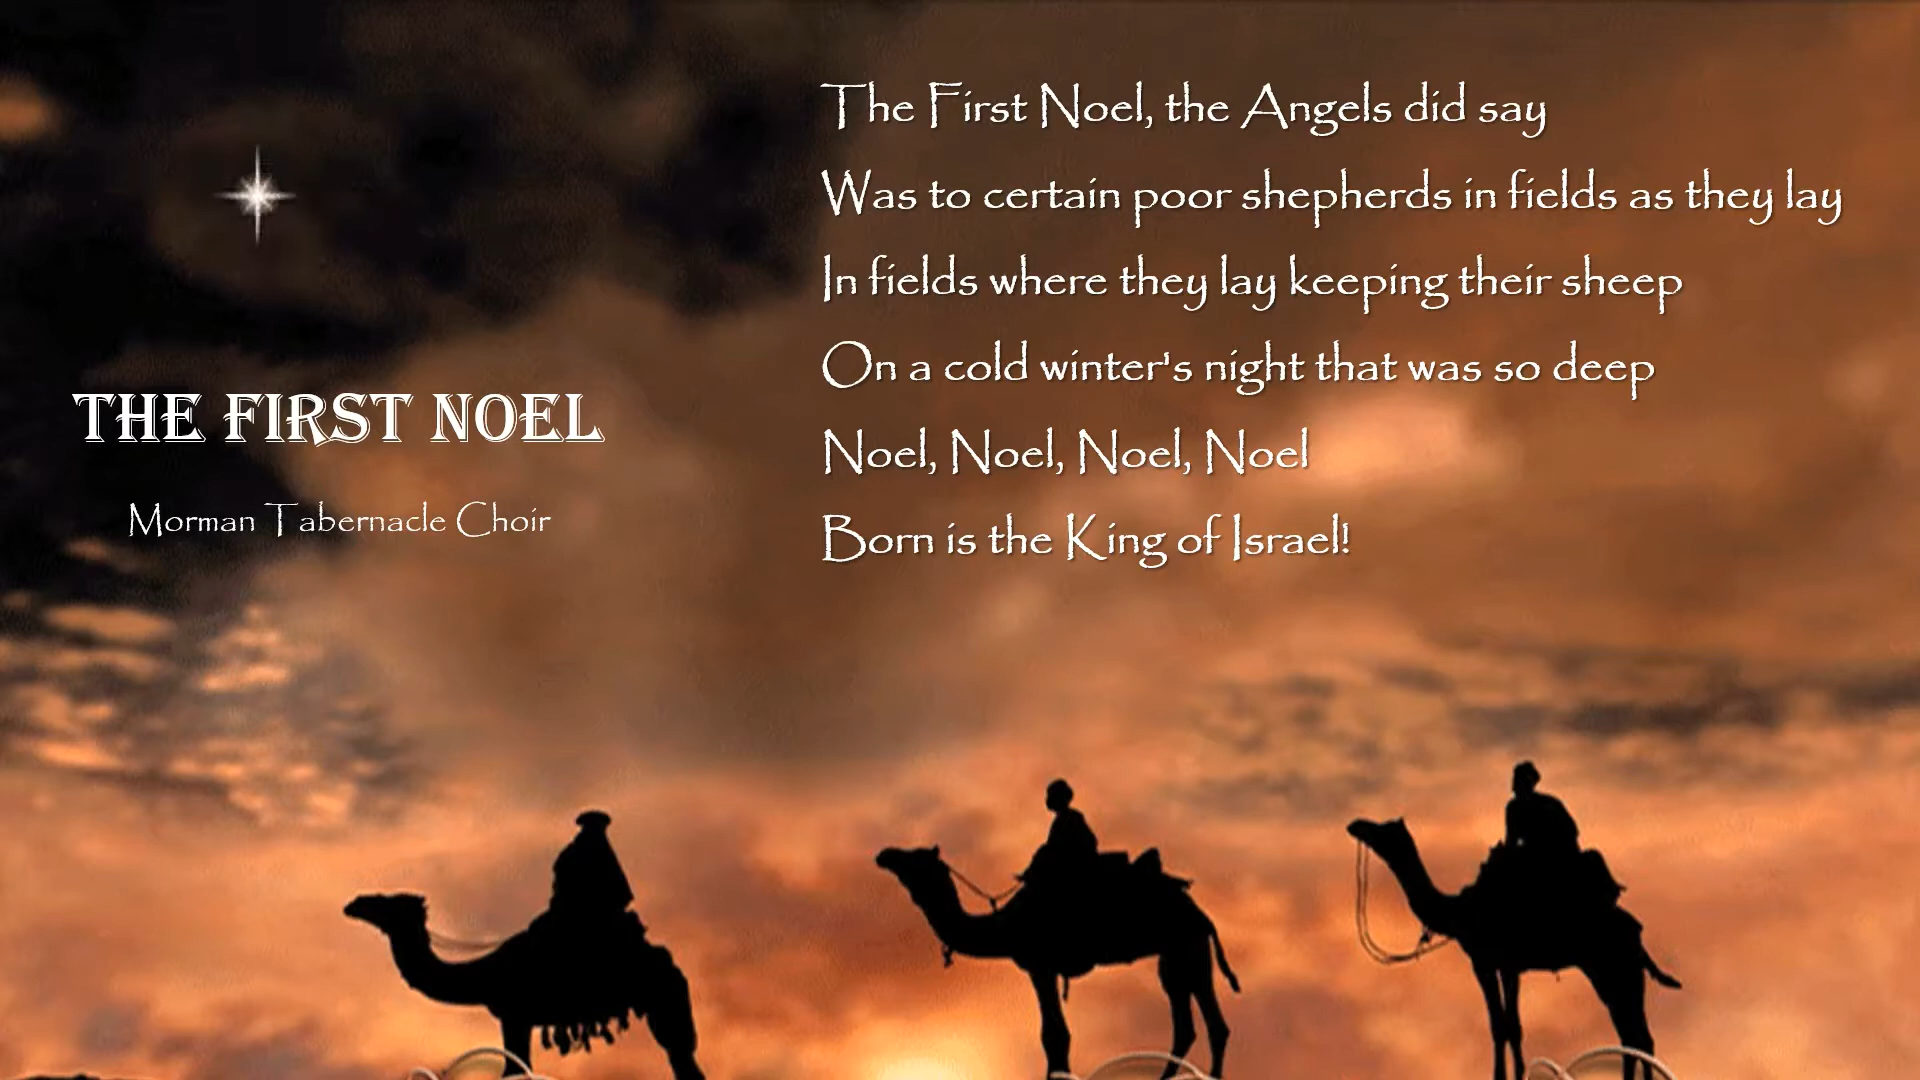 THE FIRST NOEL
Morman Tabernacle Choir
The First Noel, the Angels did say
Was to certain poor shepherds in fields as they lay
In fields where they lay keeping their sheep
On a cold winter's night that was so deep
Noel, Noel, Noel, Noel
Born is the King of Israel!